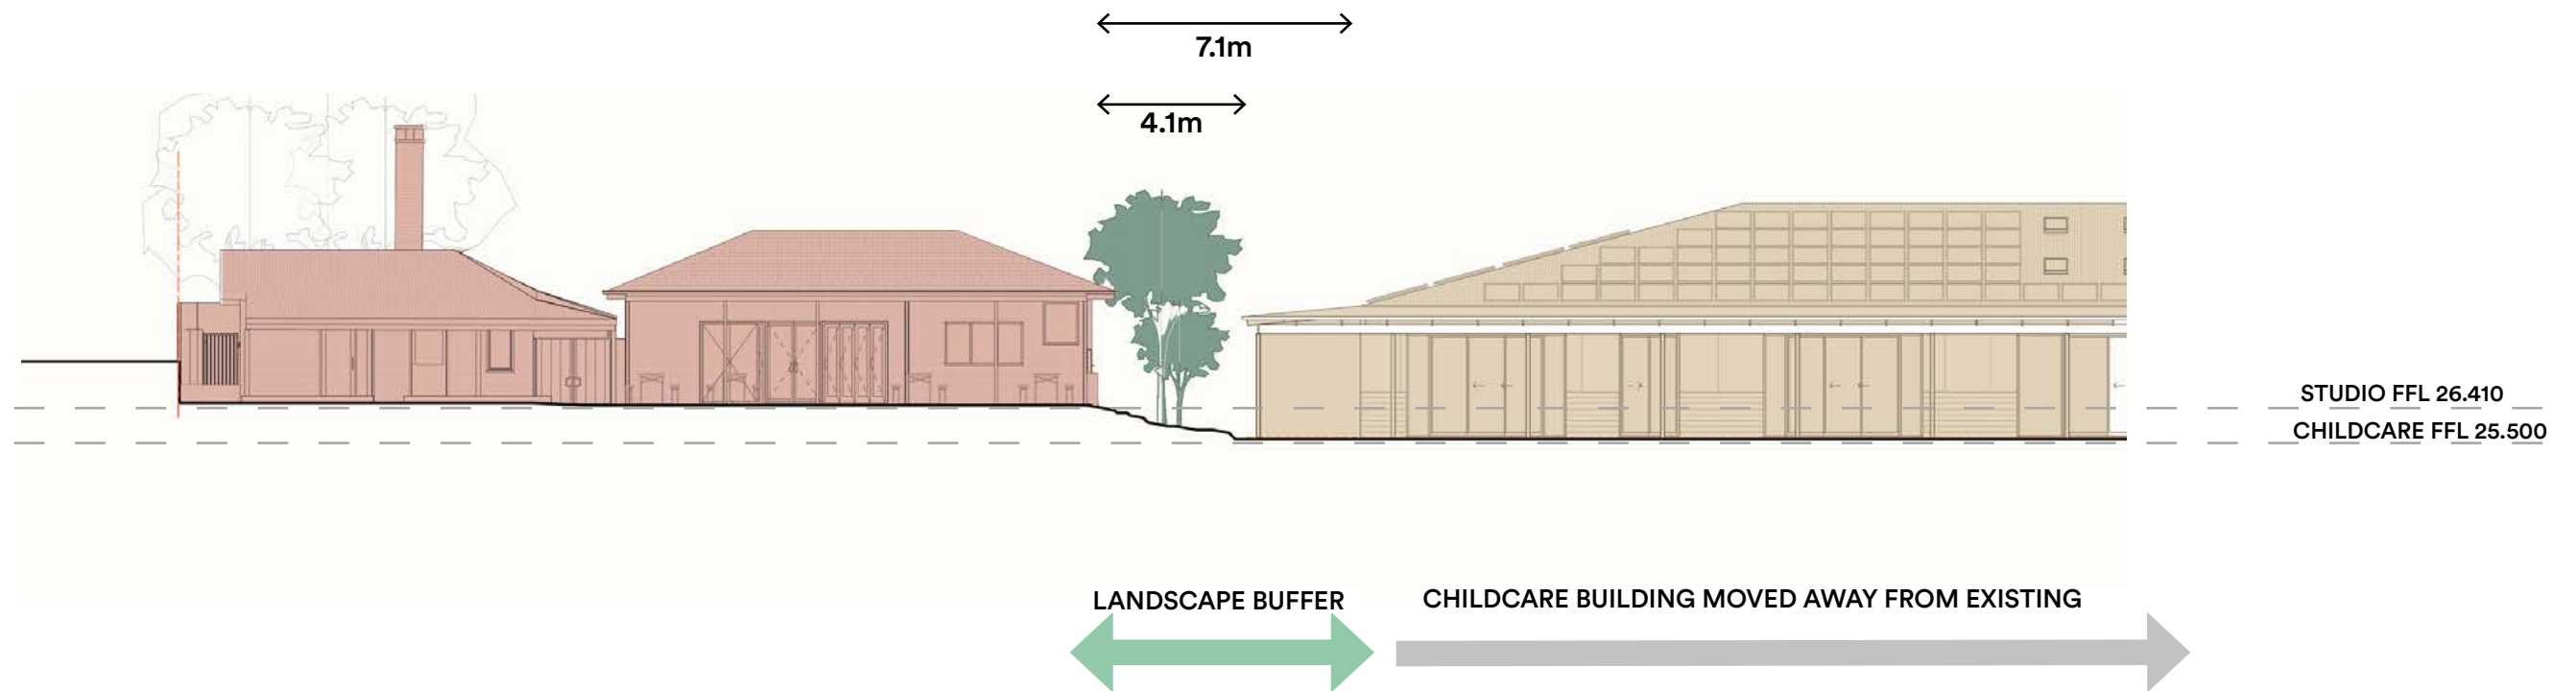 7.1m
4.1m
STUDIO FFL 26.410
CHILDCARE FFL 25.500
LANDSCAPE BUFFER
CHILDCARE BUILDING MOVED AWAY FROM EXISTING